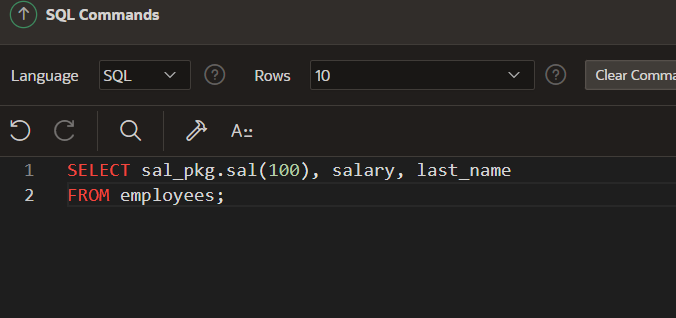 SQL Commands
Language SQL ? Rows 10 ? Clear Comma
A::
1 SELECT sal_pkg.sal(100), salary, last_name
2 FROM employees;